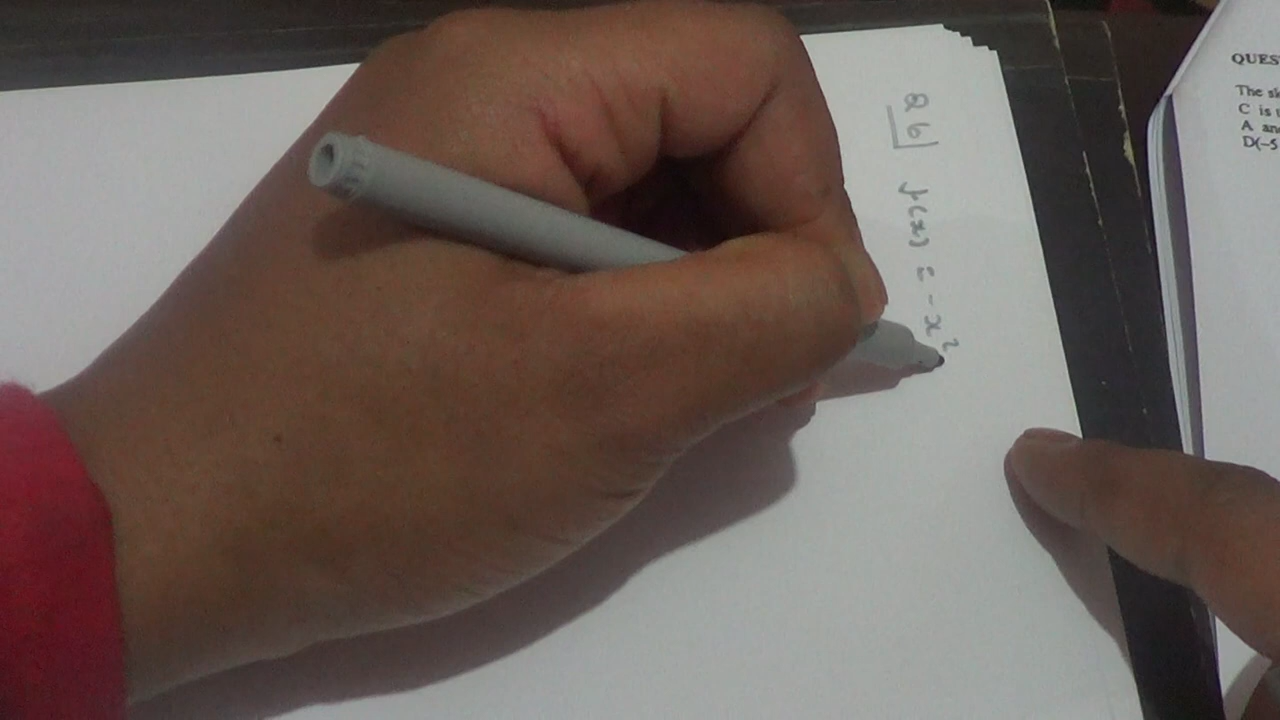 Q6 f(x) = -x²
QUES
The sk
C is
A an
D(-5